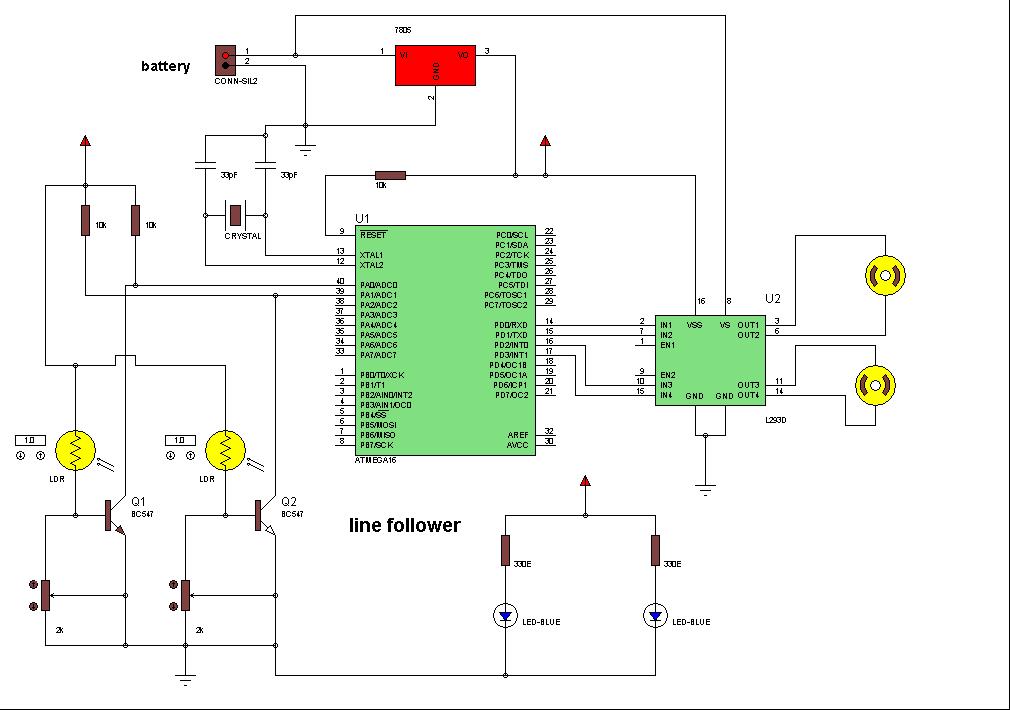 7805
battery
1
2
CONN-SIL2
1
VI
VO
3
GND
2
33pF
33pF
CRYSTAL
10k
10k
10k
U1
9
RESET
13
XTAL1
12
XTAL2
40
PA0/ADC0
39
PA1/ADC1
38
PA2/ADC2
37
PA3/ADC3
36
PA4/ADC4
35
PA5/ADC5
34
PA6/ADC6
33
PA7/ADC7
1
PB0/T0/XCK
2
PB1/T1
3
PB2/AIN0/INT2
4
PB3/AIN1/OC0
5
PB4/SS
6
PB5/MOSI
7
PB6/MISO
8
PB7/SCK
PC0/SCL
22
PC1/SDA
23
PC2/TCK
24
PC3/TMS
25
PC4/TDO
26
PC5/TDI
27
PC6/TOSC1
28
PC7/TOSC2
29
PD0/RXD
14
PD1/TXD
15
PD2/INT0
16
PD3/INT1
17
PD4/OC1B
18
PD5/OC1A
19
PD6/ICP1
20
PD7/OC2
21
AREF
32
AVCC
30
ATMEGA16
U2
16
8
2
IN1
VSS
VS
OUT1
3
7
IN2
OUT2
6
1
EN1
9
EN2
10
IN3
OUT3
11
15
IN4
GND
GND
OUT4
14
L293D
1.0
LDR
1.0
LDR
Q1
BC547
Q2
BC547
2k
2k
line follower
330E
330E
LED-BLUE
LED-BLUE